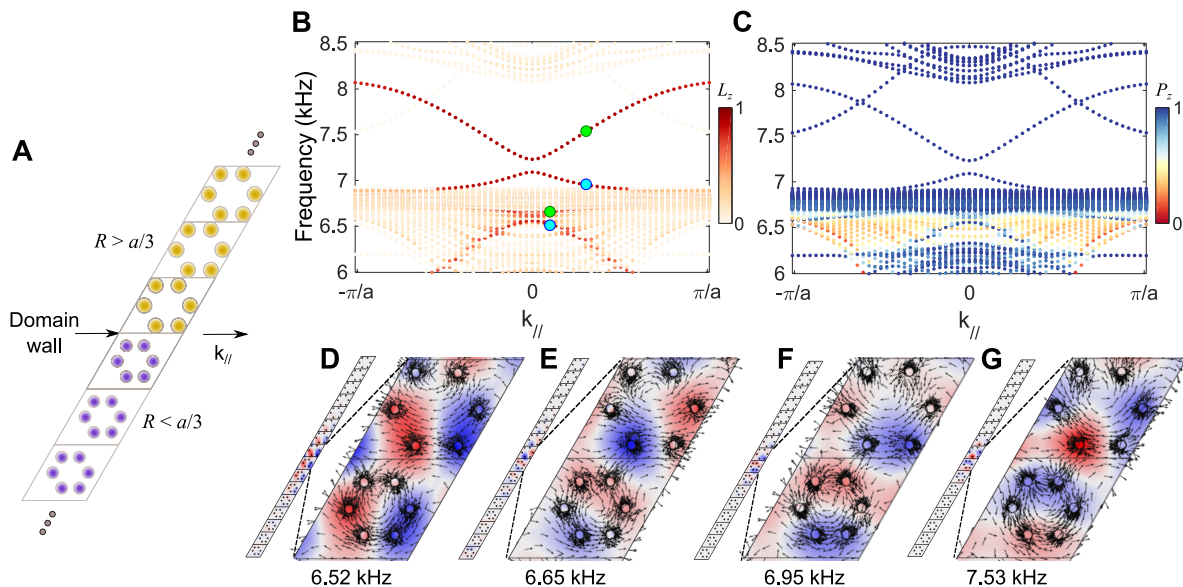 A
R > a/3
Domain
wall
k//
R < a/3
B
Frequency (kHz)
8.5
8
7.5
7
6.5
6
-π/a
0
π/a
k//
Lz
1
0
C
8.5
8
7.5
7
6.5
6
-π/a
0
π/a
k//
Pz
1
0
D
E
F
G
6.52 kHz
6.65 kHz
6.95 kHz
7.53 kHz